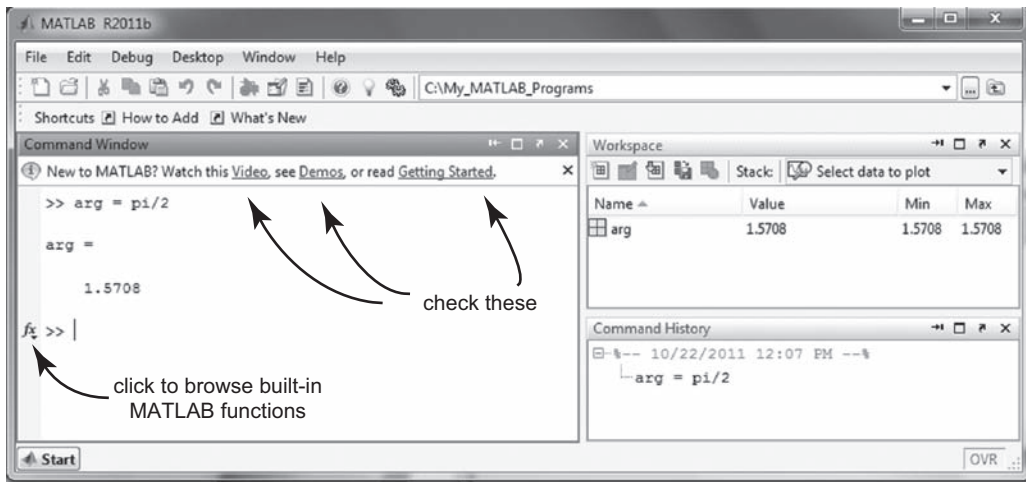 MATLAB R2011b
File Edit Debug Desktop Window Help
C:\My_MATLAB_Programs
Shortcuts How to Add What's New
Command Window
New to MATLAB? Watch this Video, see Demos, or read Getting Started.
>> arg = pi/2
arg =
1.5708
fx >>
check these
click to browse built-in
MATLAB functions
Workspace
Stack: Select data to plot
Name Value Min Max
arg 1.5708 1.5708 1.5708
Command History
%-- 10/22/2011 12:07 PM --%
arg = pi/2
Start
OVR